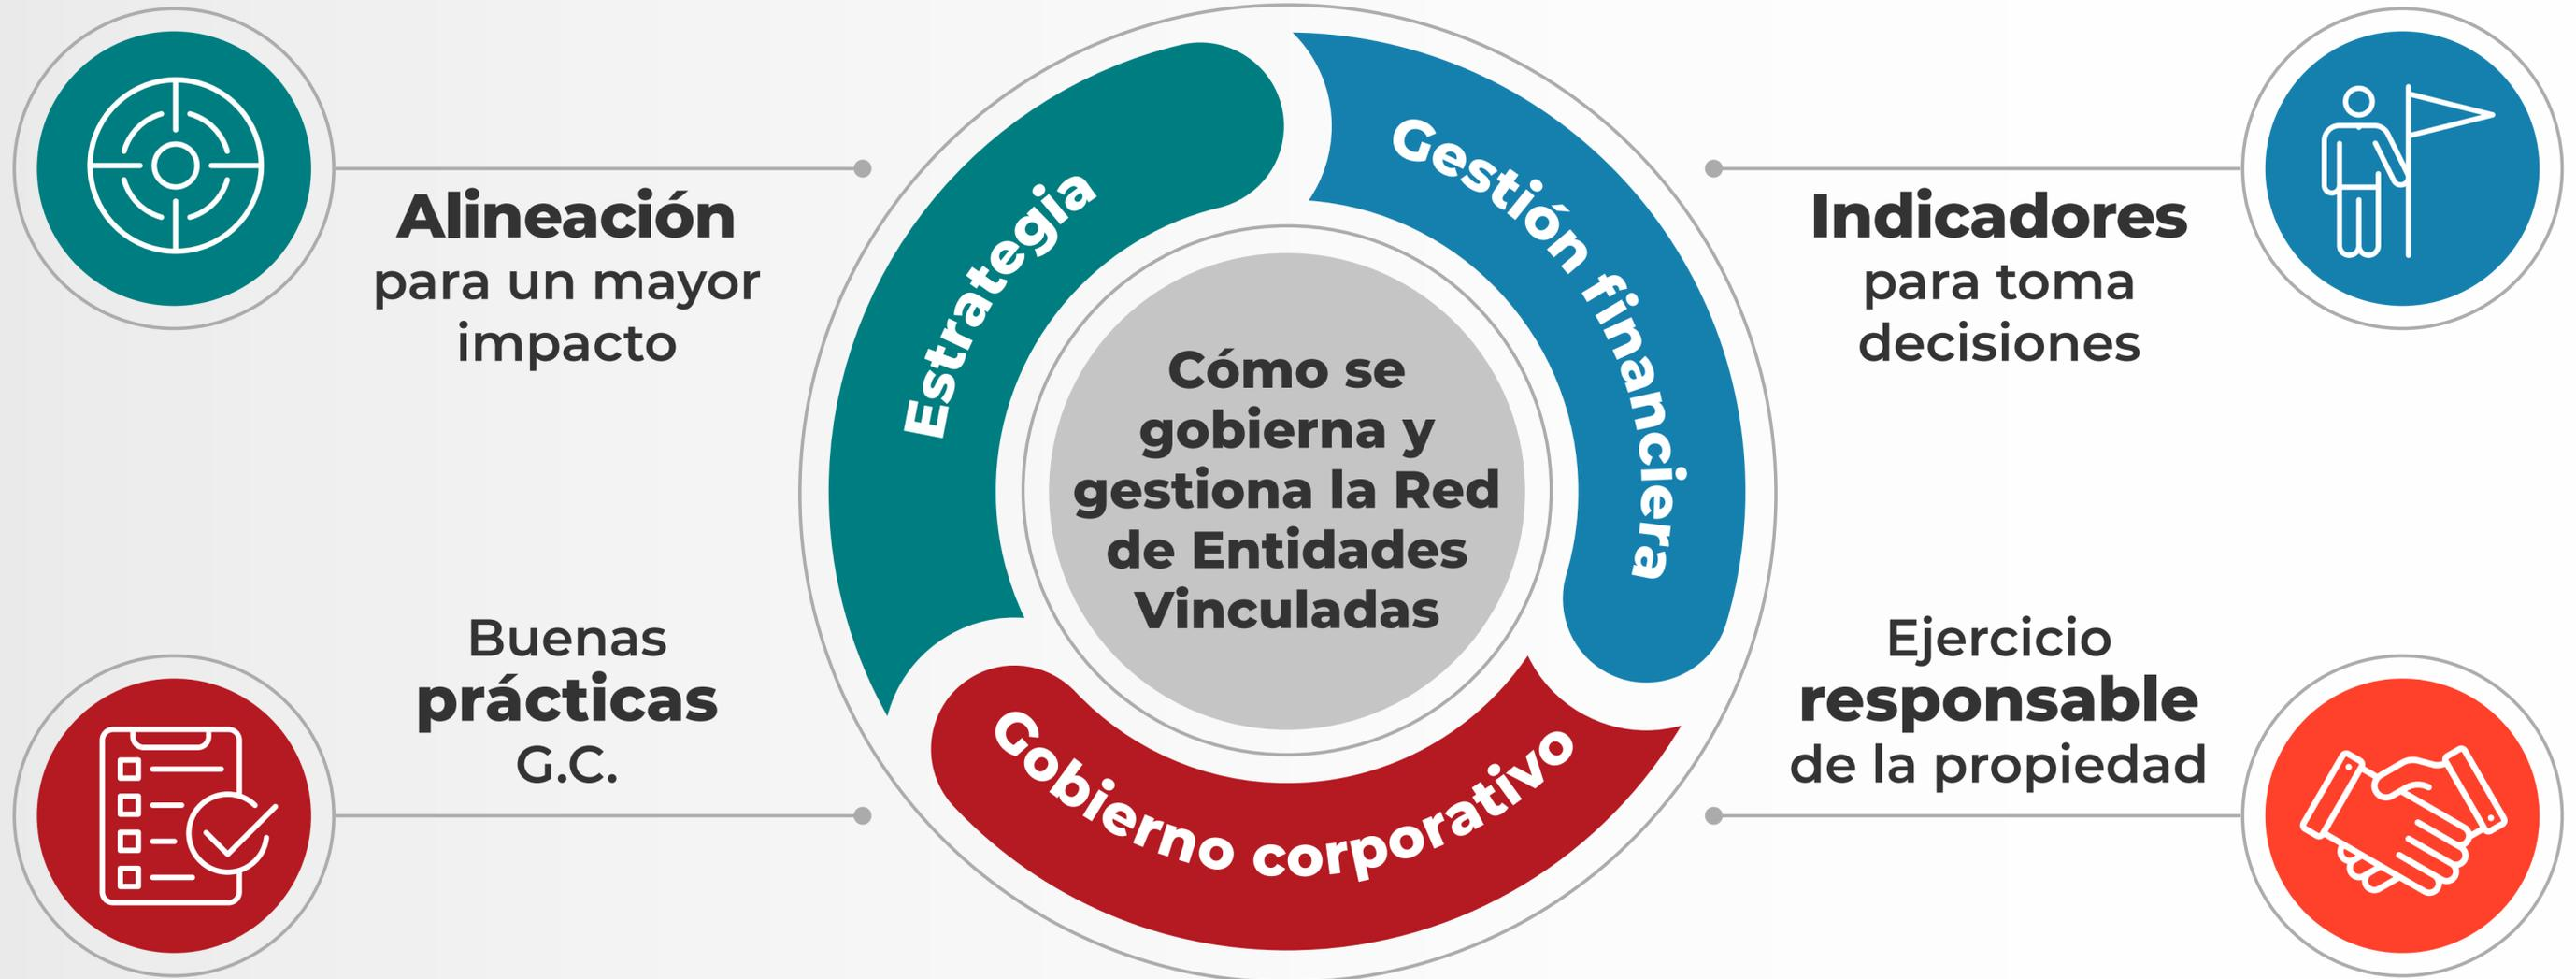 Alineación
para un mayor
impacto
Estrategia
Gestión financiera
Indicadores
para toma
decisiones
Cómo se
gobierna y
gestiona la Red
de Entidades
Vinculadas
Buenas
prácticas
G.C.
Gobierno corporativo
Ejercicio
responsable
de la propiedad